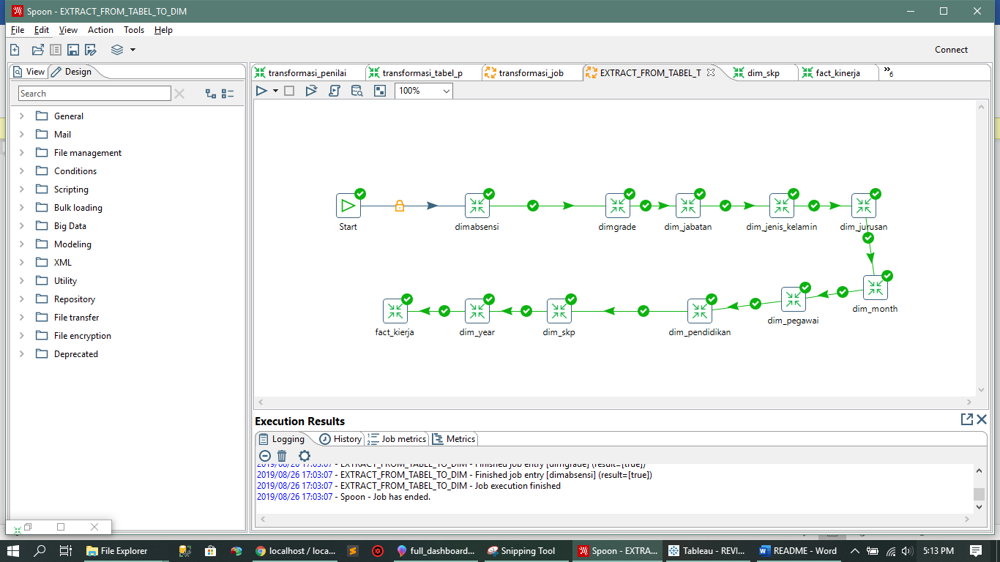 Spoon - EXTRACT_FROM_TABEL_TO_DIM
File Edit View Action Tools Help
Connect
View Design
transformasi_penilai transformasi_tabel_p transformasi_job EXTRACT_FROM_TABEL_T dim_skp fact_kinerja » 6
Search
100%
General
Mail
File management
Conditions
Scripting
Bulk loading
Big Data
Modeling
XML
Utility
Repository
File transfer
File encryption
Deprecated
Start dimabsensi dimgrade dim_jabatan dim_jenis_kelamin dim_jurusan
fact_kierja dim_year dim_skp dim_pendidikan dim_pegawai dim_month
Execution Results
Logging History Job metrics Metrics
2019/08/26 17:03:07 - EXTRACT_FROM_TABEL_TO_DIM - Finished job entry [dimgrade] (result=[true])
2019/08/26 17:03:07 - EXTRACT_FROM_TABEL_TO_DIM - Finished job entry [dimabsensi] (result=[true])
2019/08/26 17:03:07 - EXTRACT_FROM_TABEL_TO_DIM - Job execution finished
2019/08/26 17:03:07 - Spoon - Job has ended.
File Explorer localhost / loca... full_dashboard... Snipping Tool Spoon - EXTRA... Tableau - REVI... README - Word 5:13 PM